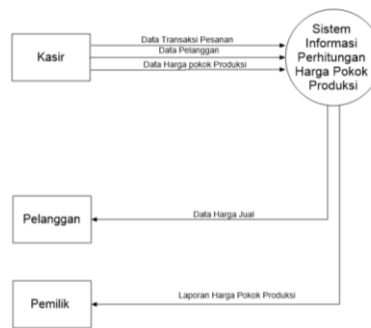 Kasir
Data Transaksi Pesanan
Data Pelanggan
Data Harga pokok Produksi
Sistem
Informasi
Perhitungan
Harga Pokok
Produksi
Pelanggan
Data Harga Jual
Pemilik
Laporan Harga Pokok Produksi